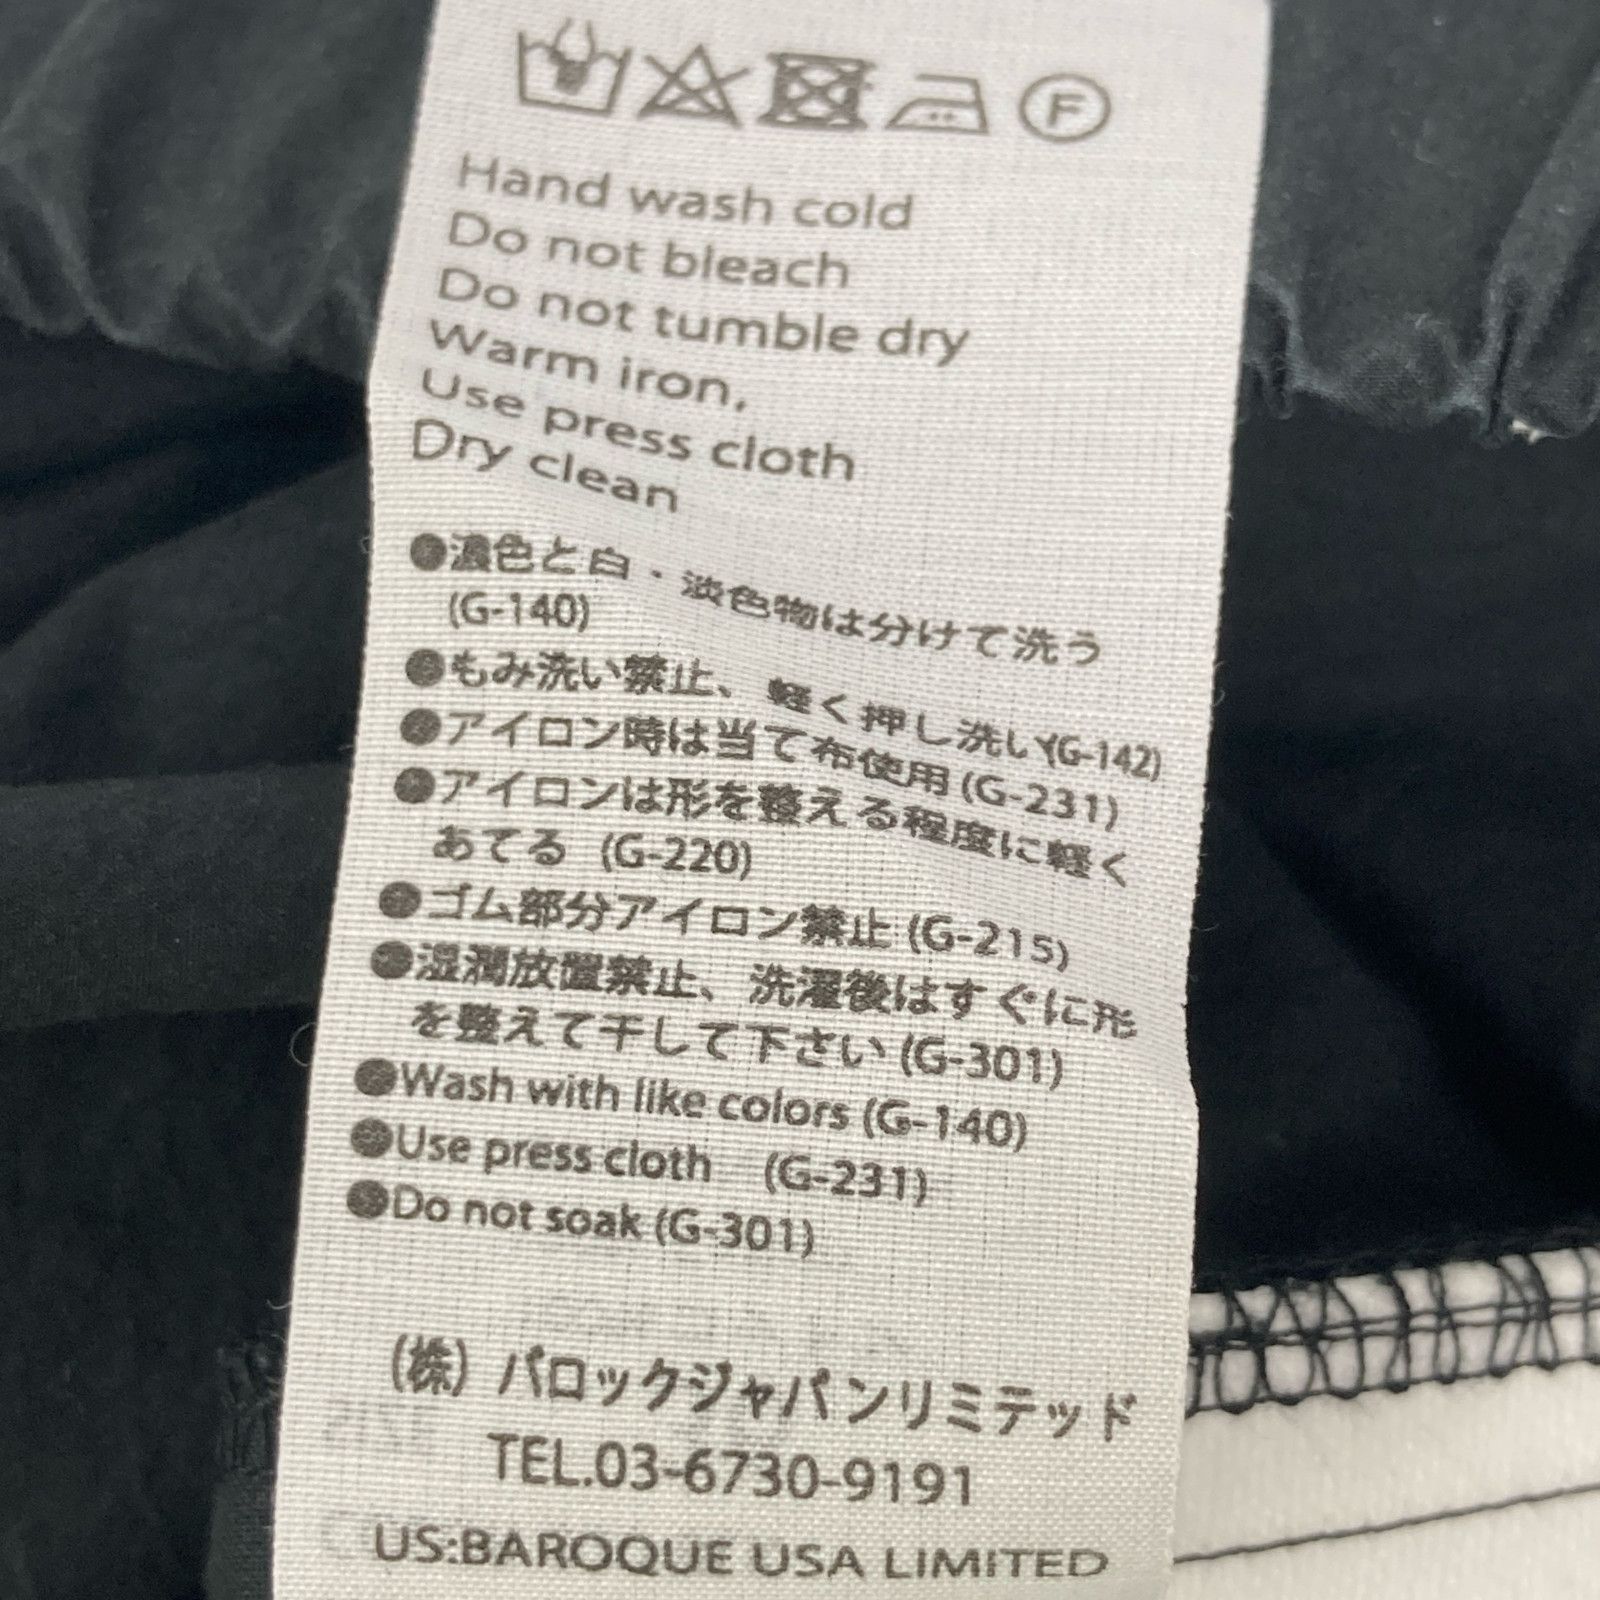 F
Hand wash cold
Do not bleach
Do not tumble dry
Warm iron,
Use press cloth
Dry clean
●濃色と白・淡色物は分けて洗う
(G-140)
●もみ洗い禁止、軽く押し洗い(G-142)
●アイロン時は当て布使用(G-231)
●アイロンは形を整える程度に軽く
あてる (G-220)
●ゴム部分アイロン禁止(G-215)
●湿潤放置禁止、洗濯後はすぐに形
を整えて干して下さい(G-301)
●Wash with like colors (G-140)
●Use press cloth (G-231)
●Do not soak (G-301)
(株) バロックジャパンリミテッド
TEL.03-6730-9191
US:BAROQUE USA LIMITED